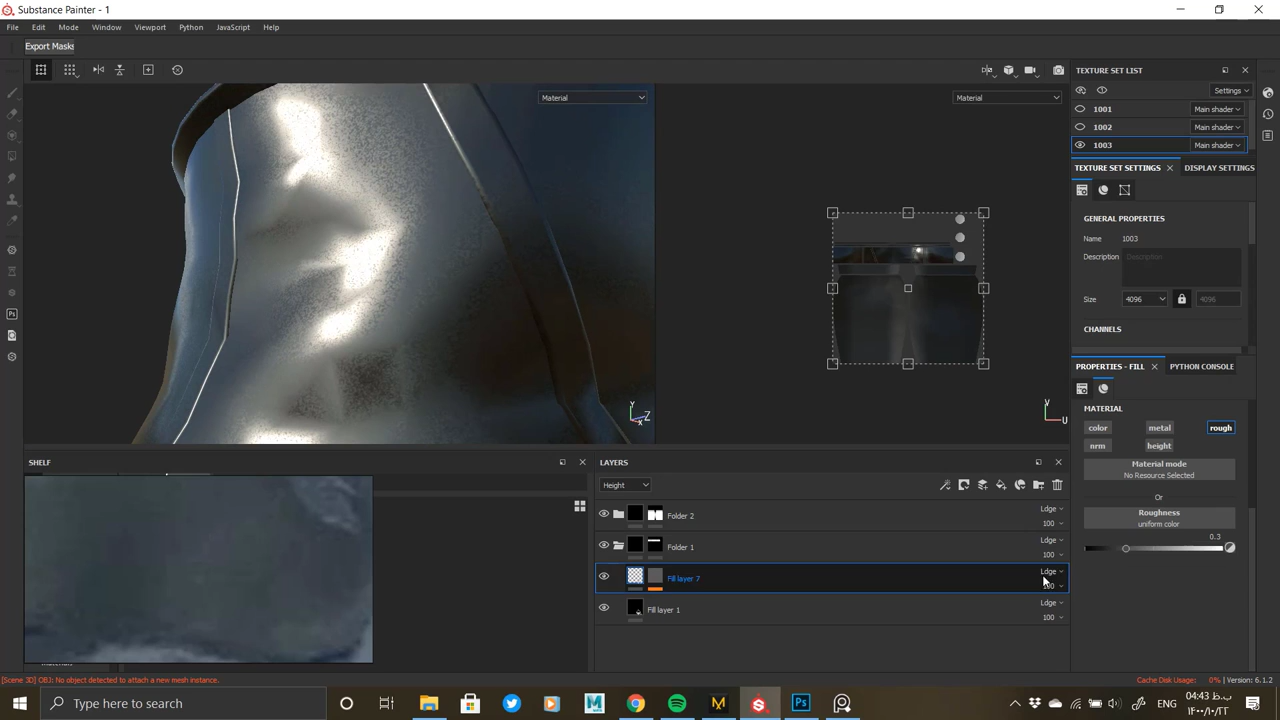 Substance Painter - 1
File Edit Mode Window Viewport Python JavaScript Help
Export Masks
Material
Material
TEXTURE SET LIST
Settings
1001 Main shader
1002 Main shader
1003 Main shader
TEXTURE SET SETTINGS DISPLAY SETTINGS
GENERAL PROPERTIES
Name 1003
Description Description
Size 4096 4096
CHANNELS
PROPERTIES - FILL PYTHON CONSOLE
MATERIAL
color metal rough
nrm height
Material mode
No Resource Selected
Or
Roughness
uniform color
0.3
Y
Z
X
V
U
SHELF
LAYERS
Height
Folder 2 Ldge
100
Folder 1 Ldge
100
Fill layer 7 Ldge
100
Fill layer 1 Ldge
100
[Scene 3D] OBJ: No object detected to attach a new mesh instance.
Cache Disk Usage: 0% | Version: 6.1.2
Type here to search
Ps
ENG
04:43 ب.ظ
۱۴۰۰/۱۰/۲۲